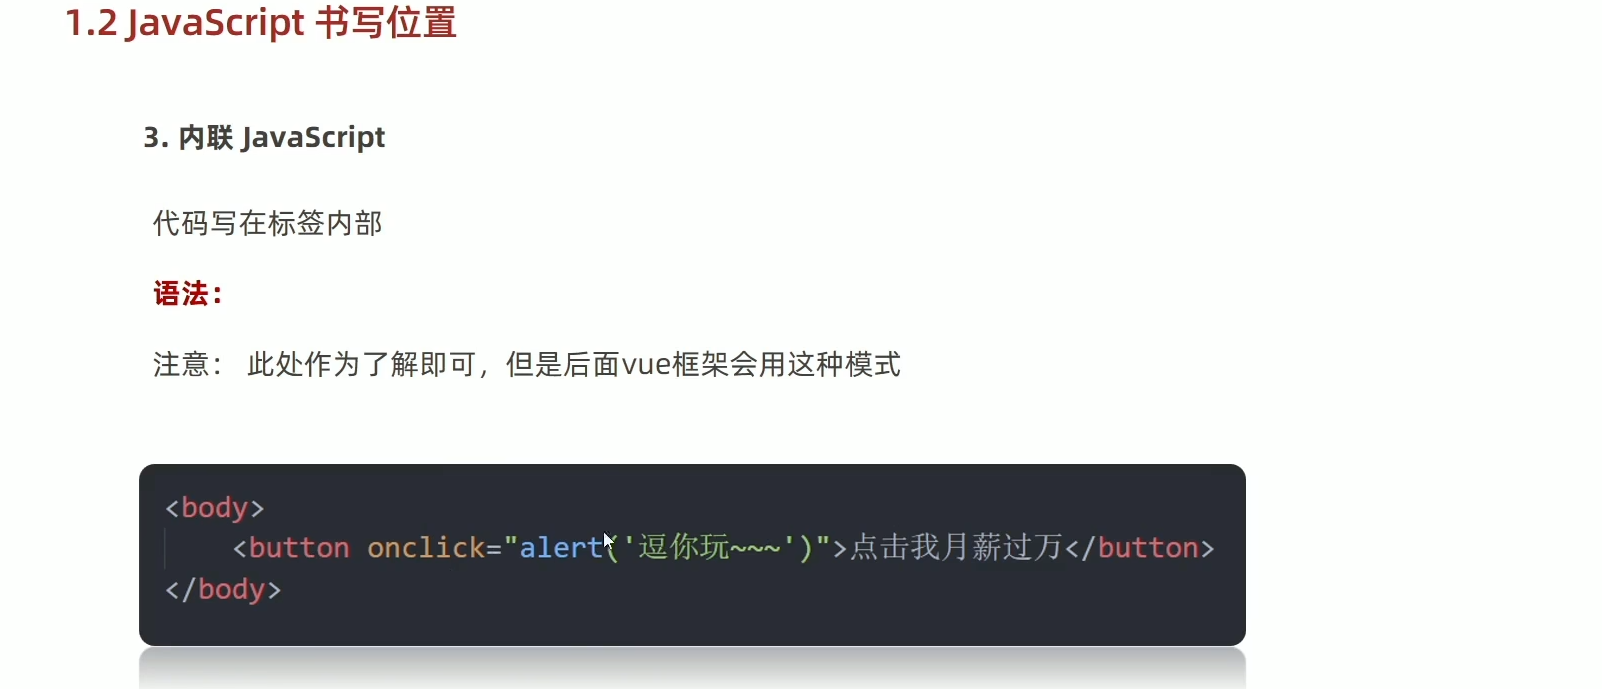 1.2 JavaScript 书写位置
3. 内联 JavaScript
代码写在标签内部
语法：
注意： 此处作为了解即可，但是后面vue框架会用这种模式
<body>
    <button onclick="alert('逗你玩~~~')">点击我月薪过万</button>
</body>